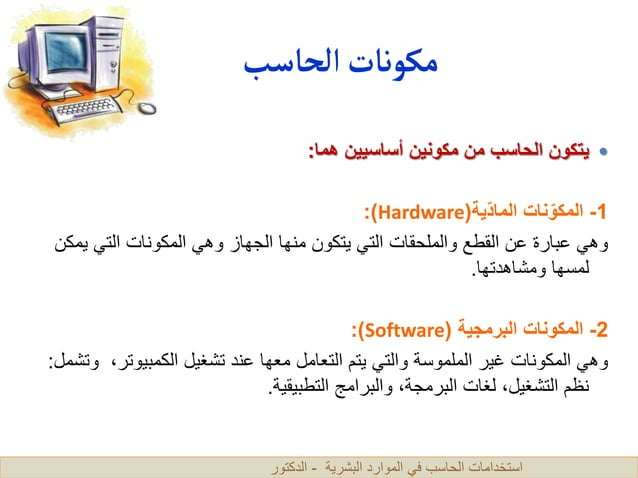 مكونات الحاسب
يتكون الحاسب من مكونين أساسيين هما:
1- المكوّنات المادّية(Hardware):
وهي عبارة عن القطع والملحقات التي يتكون منها الجهاز وهي المكونات التي يمكن
لمسها ومشاهدتها.
2- المكونات البرمجية (Software):
وهي المكونات غير الملموسة والتي يتم التعامل معها عند تشغيل الكمبيوتر، وتشمل:
نظم التشغيل، لغات البرمجة، والبرامج التطبيقية.
استخدامات الحاسب في الموارد البشرية - الدكتور